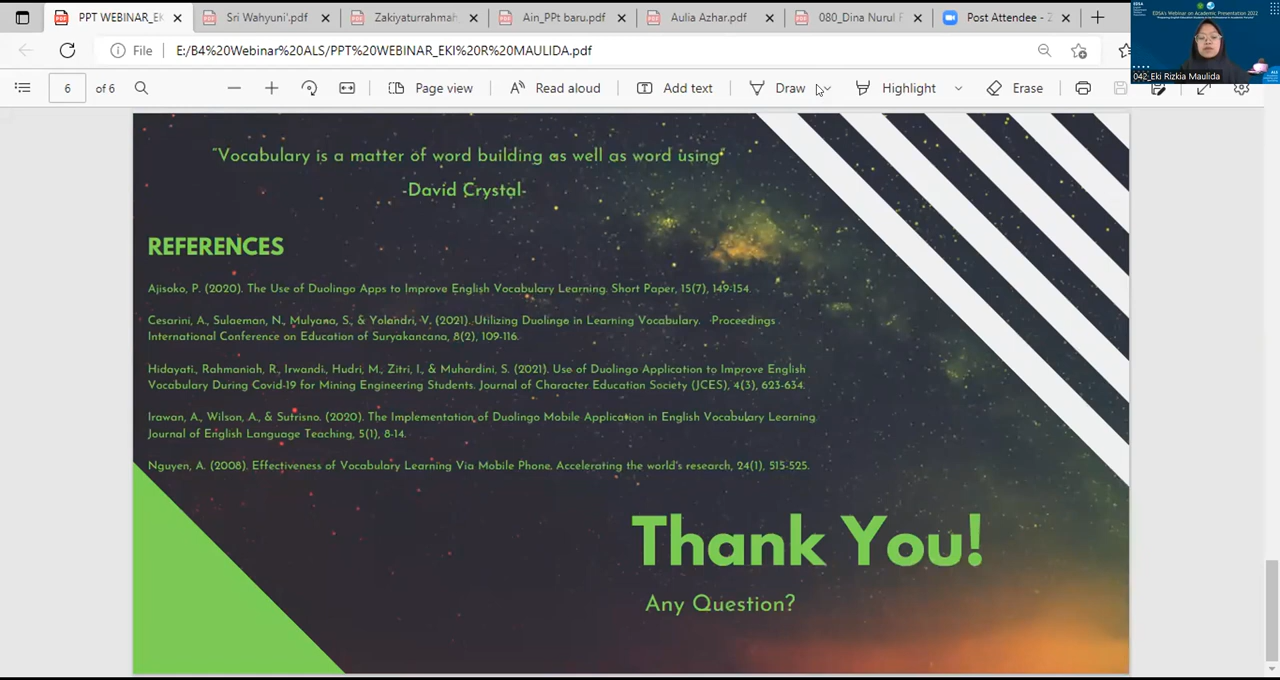 PPT WEBINAR_EK
Sri Wahyuni'.pdf
Zakiyaturrahmah
Ain_PPt baru.pdf
Aulia Azhar.pdf
080_Dina Nurul F
Post Attendee - Z
File
E:/B4%20Webinar%20ALS/PPT%20WEBINAR_EKI%20R%20MAULIDA.pdf
EDSA's Webinar on Academic Presentation 2022
042_Eki Rizkia Maulida
6 of 6
Page view
Read aloud
Add text
Draw
Highlight
Erase
"Vocabulary is a matter of word building as well as word using"
-David Crystal-
REFERENCES
Ajisoko, P. (2020). The Use of Duolingo Apps to Improve English Vocabulary Learning. Short Paper, 15(7), 149-154.
Cesarini, A., Sulaeman, N., Mulyana, S., & Yolandri, V. (2021). Utilizing Duolingo in Learning Vocabulary. Proceedings
International Conference on Education of Suryakancana, 8(2), 109-116.
Hidayati., Rahmaniah, R., Irwandi., Hudri, M., Zitri, I., & Muhardini, S. (2021). Use of Duolingo Application to Improve English
Vocabulary During Covid-19 for Mining Engineering Students. Journal of Character Education Society (JCES), 4(3), 623-634.
Irawan, A., Wilson, A., & Sutrisno. (2020). The Implementation of Duolingo Mobile Application in English Vocabulary Learning
Journal of English Language Teaching, 5(1), 8-14.
Nguyen, A. (2008). Effectiveness of Vocabulary Learning Via Mobile Phone. Accelerating the world's research, 24(1), 515-525.
Thank You!
Any Question?